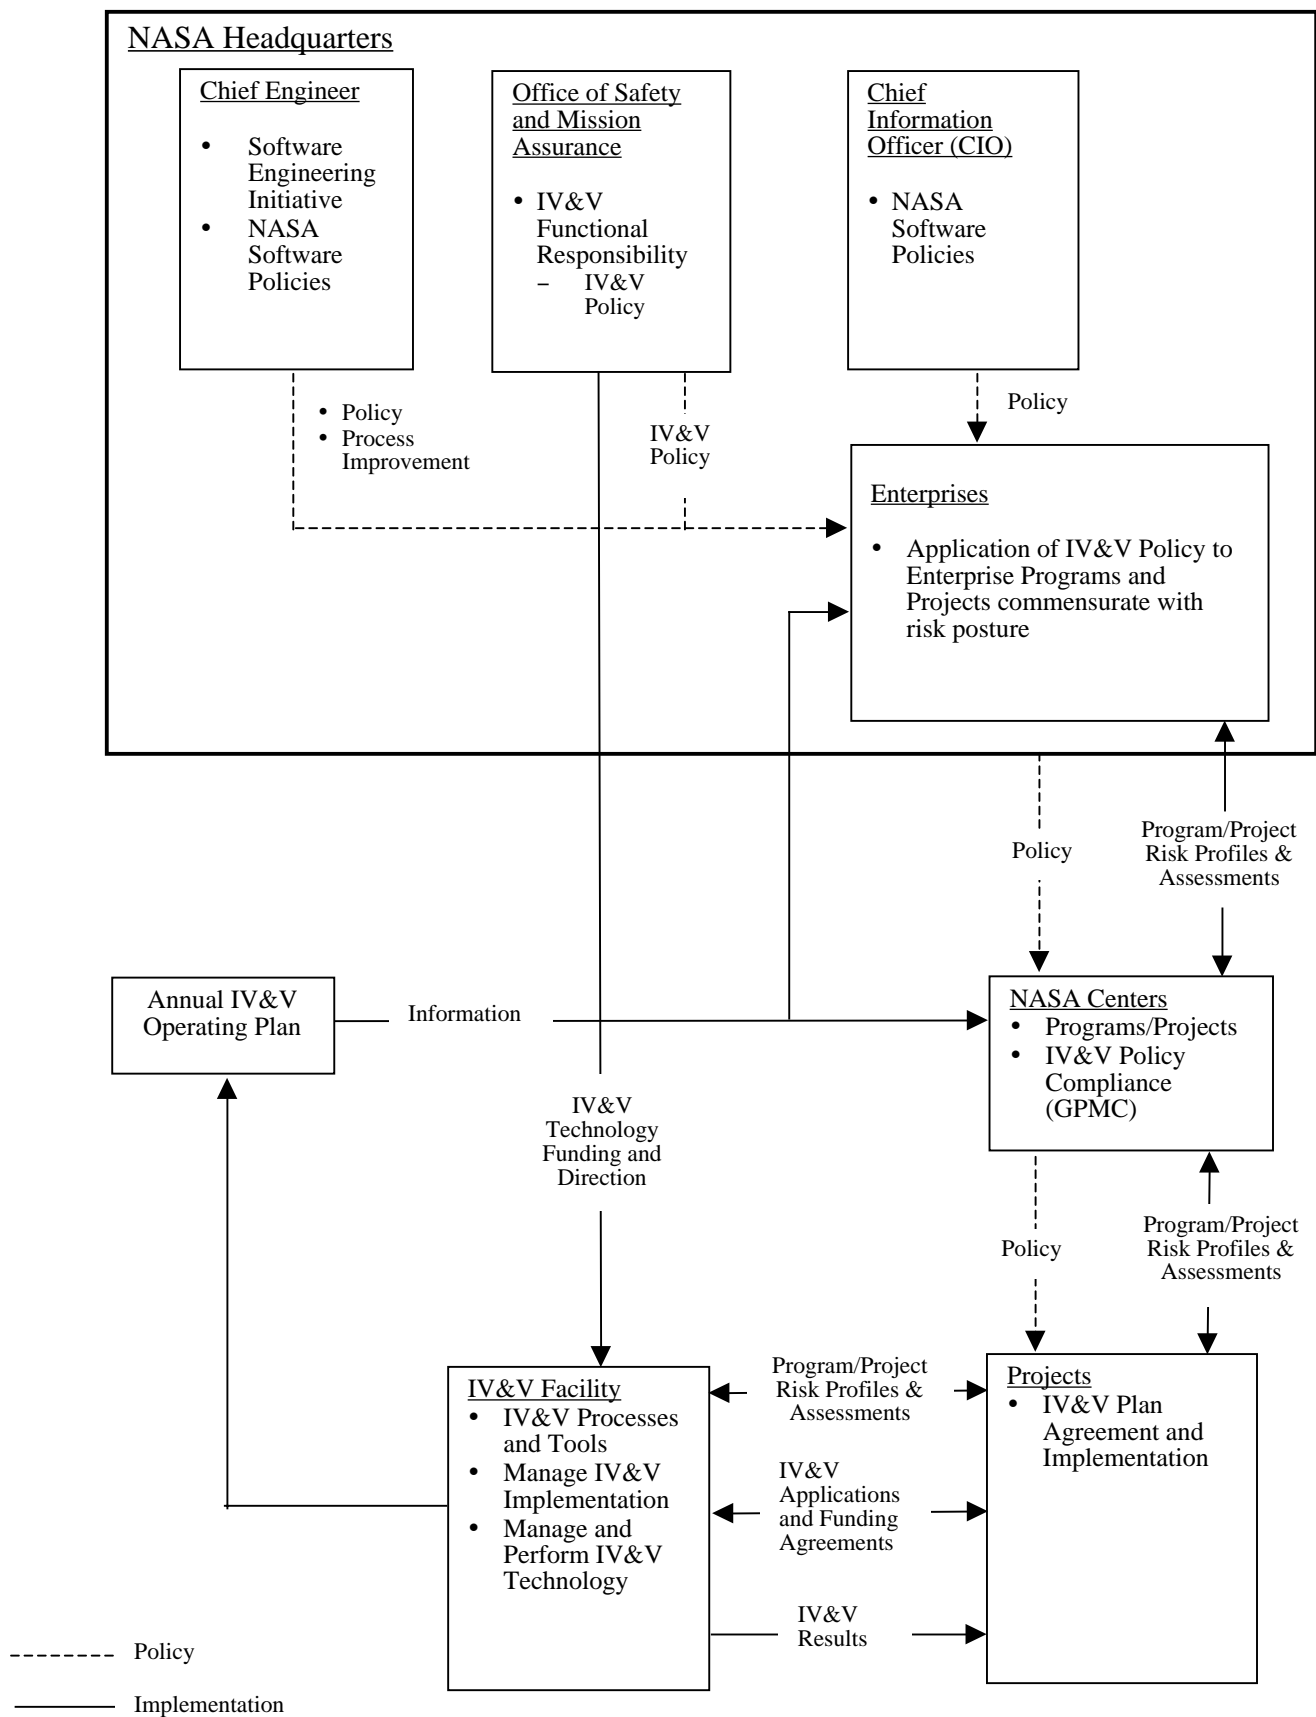 NASA Headquarters
Chief Engineer
• Software
Engineering
Initiative
• NASA
Software
Policies
Office of Safety
and Mission
Assurance
• IV&V
Functional
Responsibility
– IV&V
Policy
Chief
Information
Officer (CIO)
• NASA
Software
Policies
• Policy
• Process
Improvement
IV&V
Policy
Policy
Enterprises
• Application of IV&V Policy to
Enterprise Programs and
Projects commensurate with
risk posture
Policy
Program/Project
Risk Profiles &
Assessments
Annual IV&V
Operating Plan
Information
NASA Centers
• Programs/Projects
• IV&V Policy
Compliance
(GPMC)
IV&V
Technology
Funding and
Direction
Policy
Program/Project
Risk Profiles &
Assessments
IV&V Facility
• IV&V Processes
and Tools
• Manage IV&V
Implementation
• Manage and
Perform IV&V
Technology
Program/Project
Risk Profiles &
Assessments
IV&V
Applications
and Funding
Agreements
IV&V
Results
Projects
• IV&V Plan
Agreement and
Implementation
Policy
Implementation